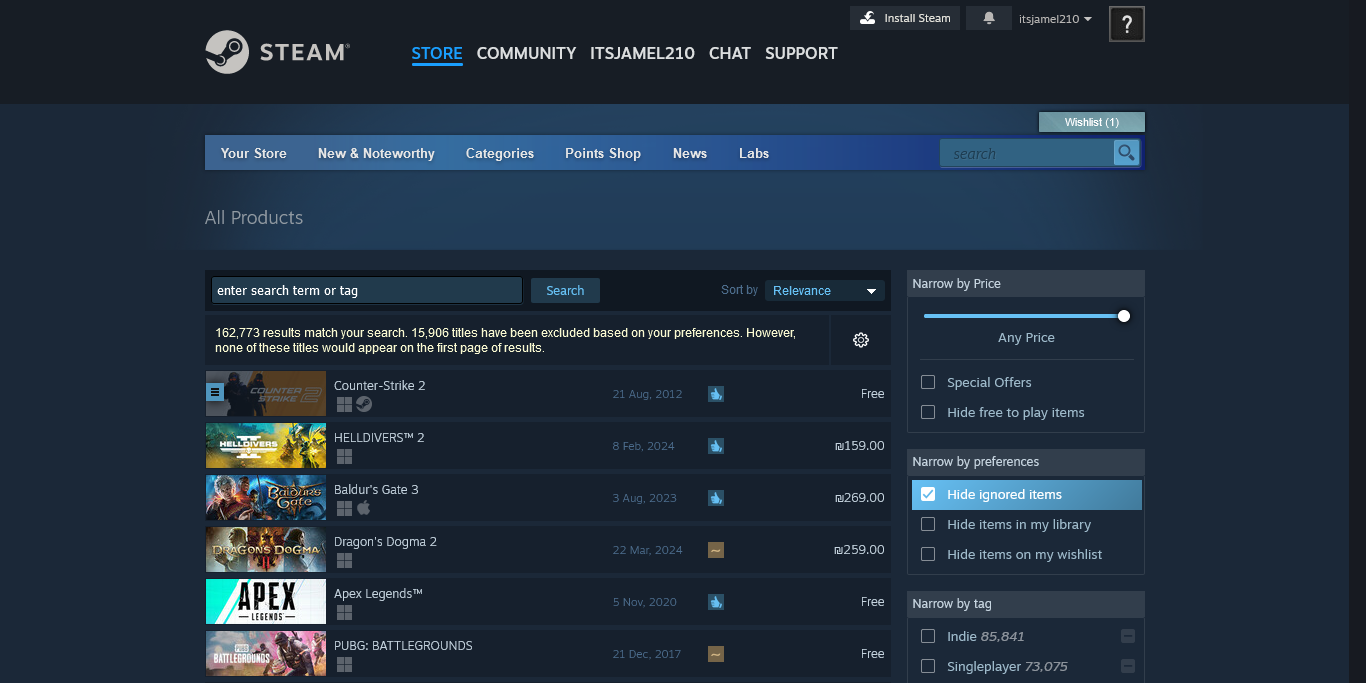 Install Steam
itsjamel210
?
STEAM®
STORE COMMUNITY ITSJAMEL210 CHAT SUPPORT
Wishlist (1)
Your Store New & Noteworthy Categories Points Shop News Labs
search
All Products
enter search term or tag
Search
Sort by Relevance
162,773 results match your search. 15,906 titles have been excluded based on your preferences. However,
none of these titles would appear on the first page of results.
COUNTER
STRIKE 2
Counter-Strike 2
21 Aug, 2012
Free
HELLDIVERS
II
HELLDIVERS™ 2
8 Feb, 2024
₪159.00
BALDUR'S
GATE
Baldur's Gate 3
3 Aug, 2023
₪269.00
DRAGON'S DOGMA
II
Dragon's Dogma 2
22 Mar, 2024
₪259.00
APEX
LEGENDS
Apex Legends™
5 Nov, 2020
Free
PUBG
BATTLEGROUNDS
PUBG: BATTLEGROUNDS
21 Dec, 2017
Free
Narrow by Price
Any Price
Special Offers
Hide free to play items
Narrow by preferences
Hide ignored items
Hide items in my library
Hide items on my wishlist
Narrow by tag
Indie 85,841
Singleplayer 73,075